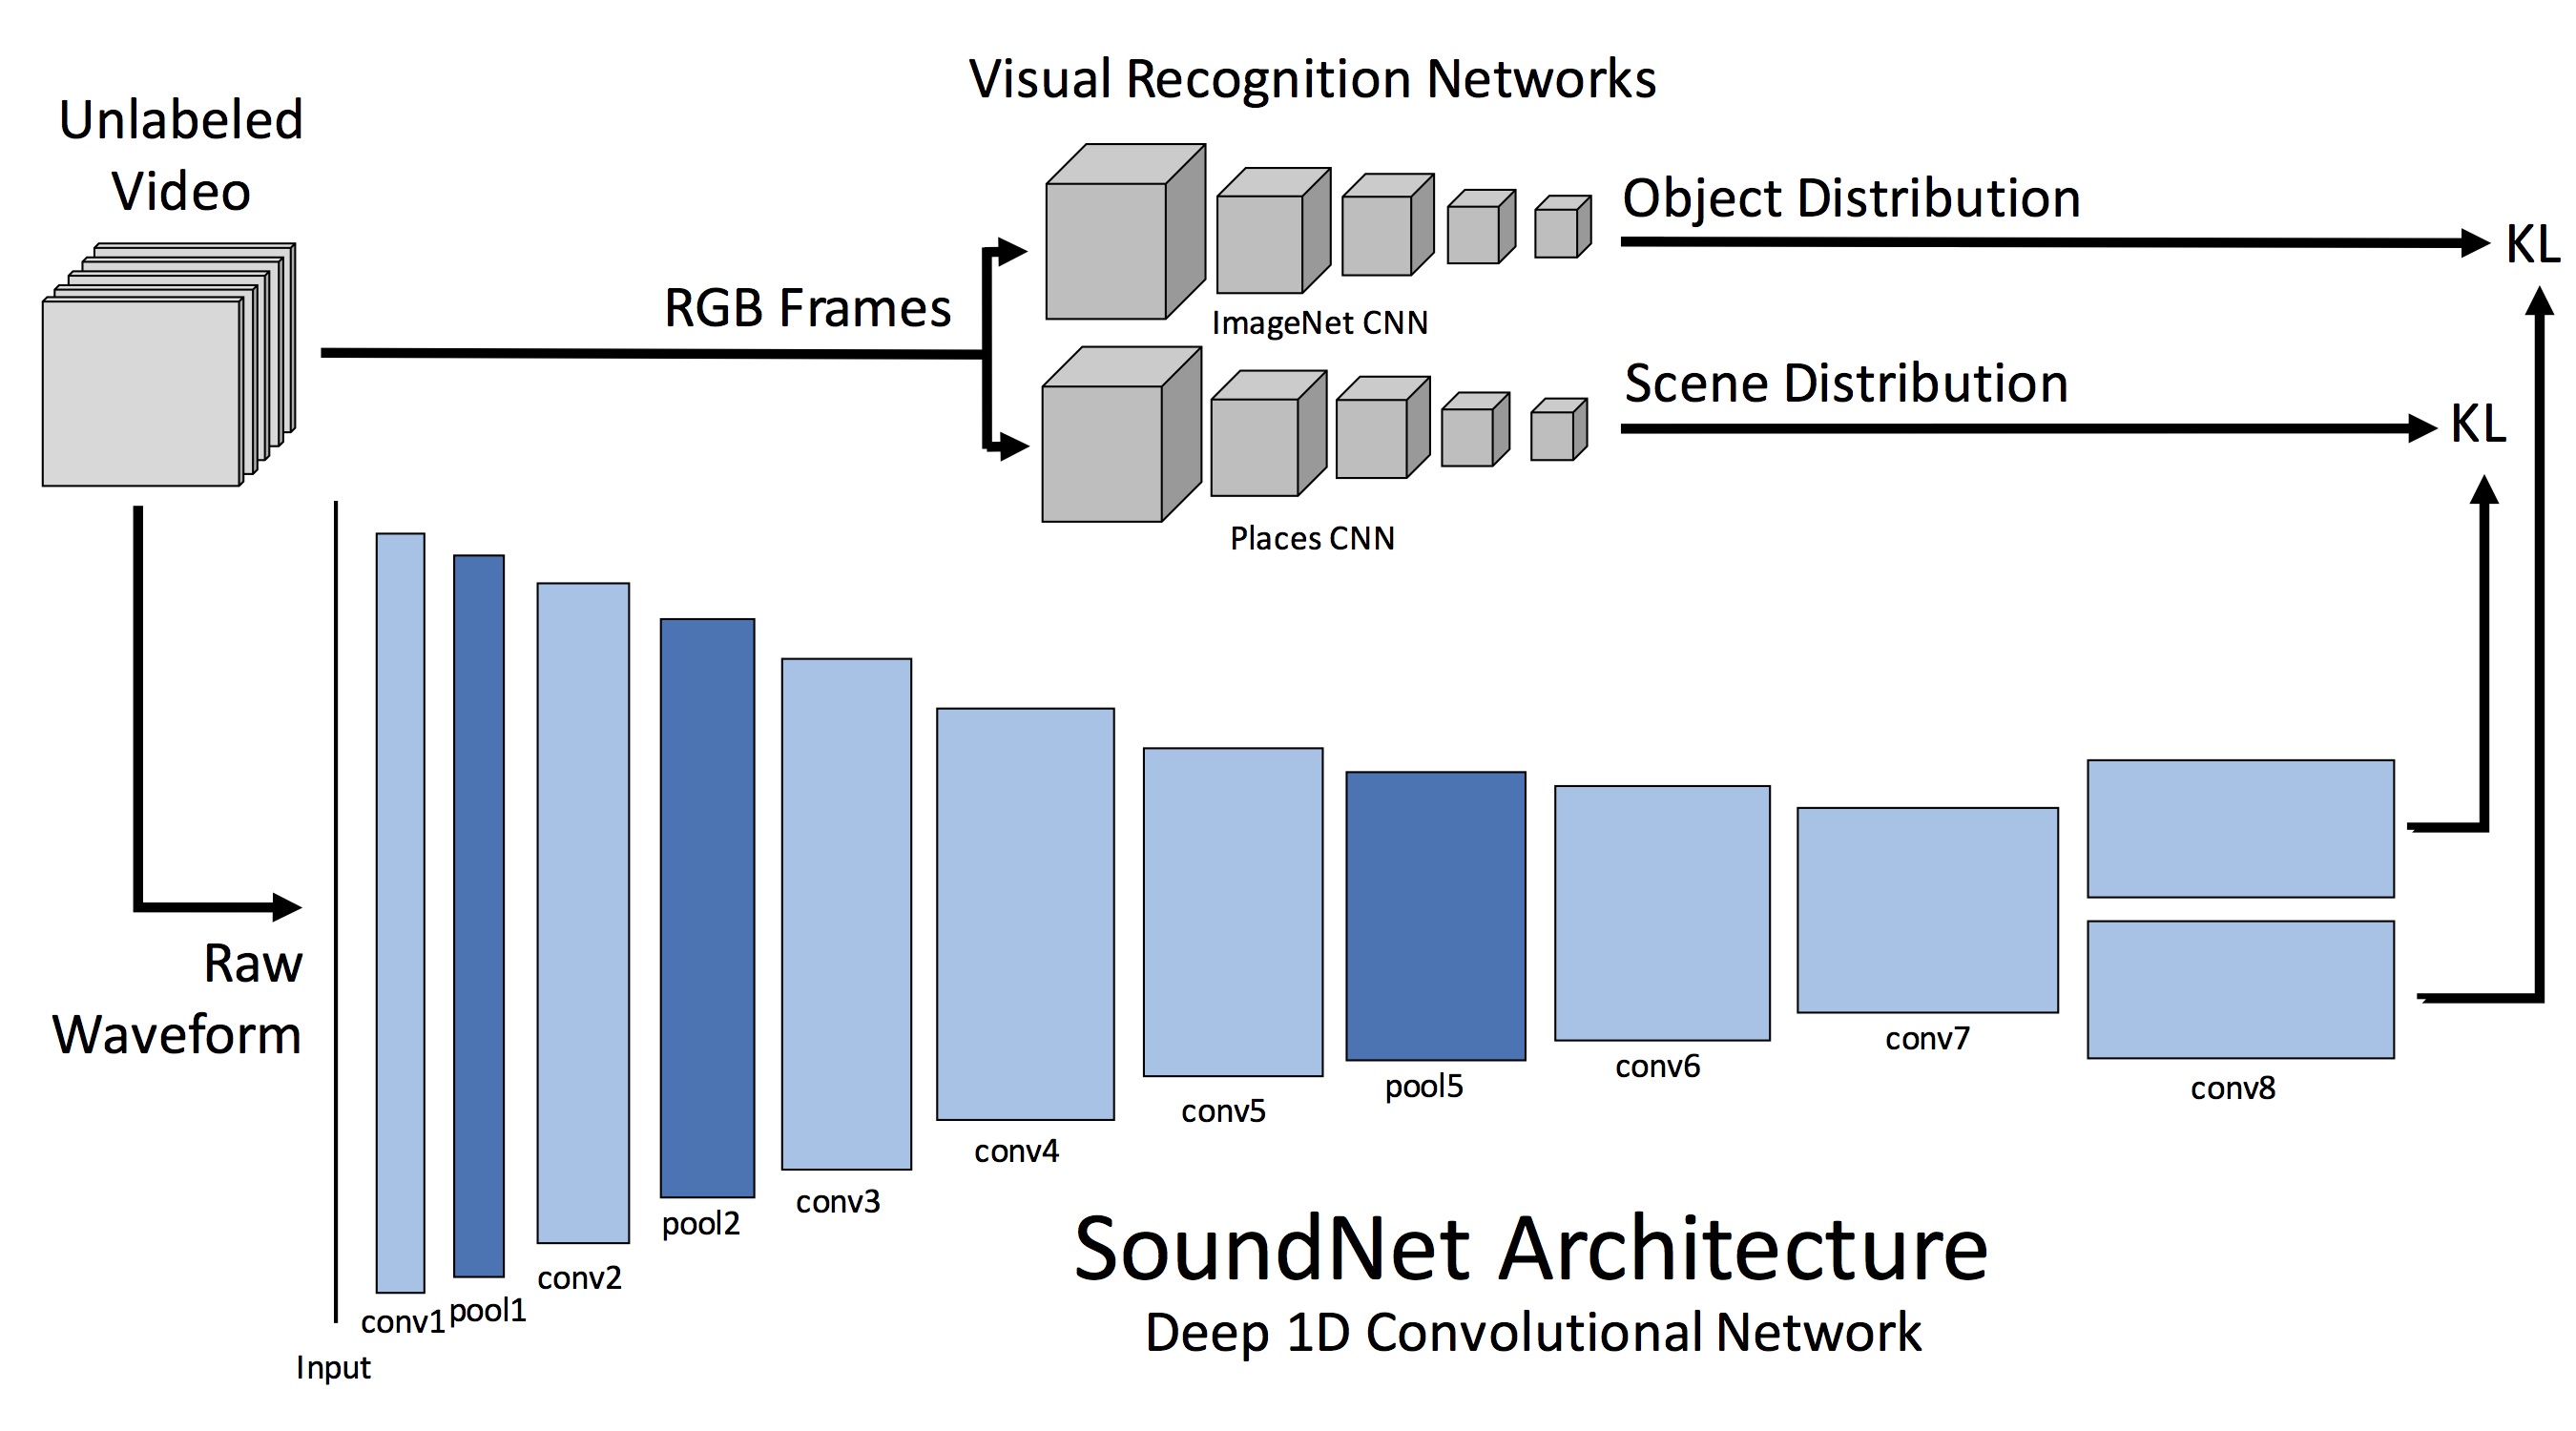 Visual Recognition Networks
Unlabeled
Video
RGB Frames
ImageNet CNN
Places CNN
Object Distribution
KL
Scene Distribution
KL
Raw
Waveform
Input
conv1
pool1
conv2
pool2
conv3
conv4
conv5
pool5
conv6
conv7
conv8
SoundNet Architecture
Deep 1D Convolutional Network